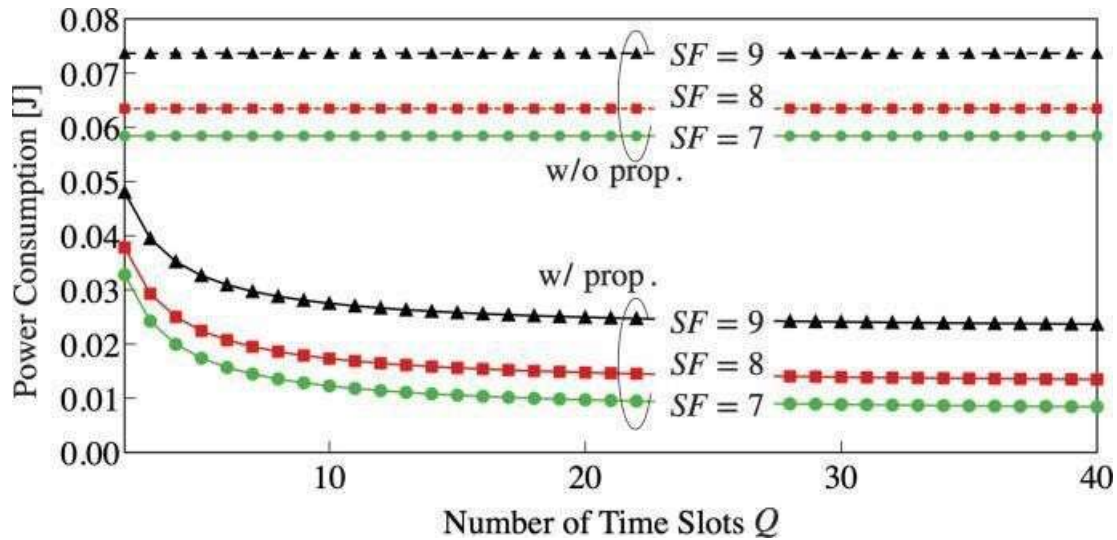 0.08
0.07
0.06
0.05
0.04
0.03
0.02
0.01
0.00
Power Consumption [J]
SF = 9
SF = 8
SF = 7
w/o prop.
w/ prop.
SF = 9
SF = 8
SF = 7
10
20
30
40
Number of Time Slots Q